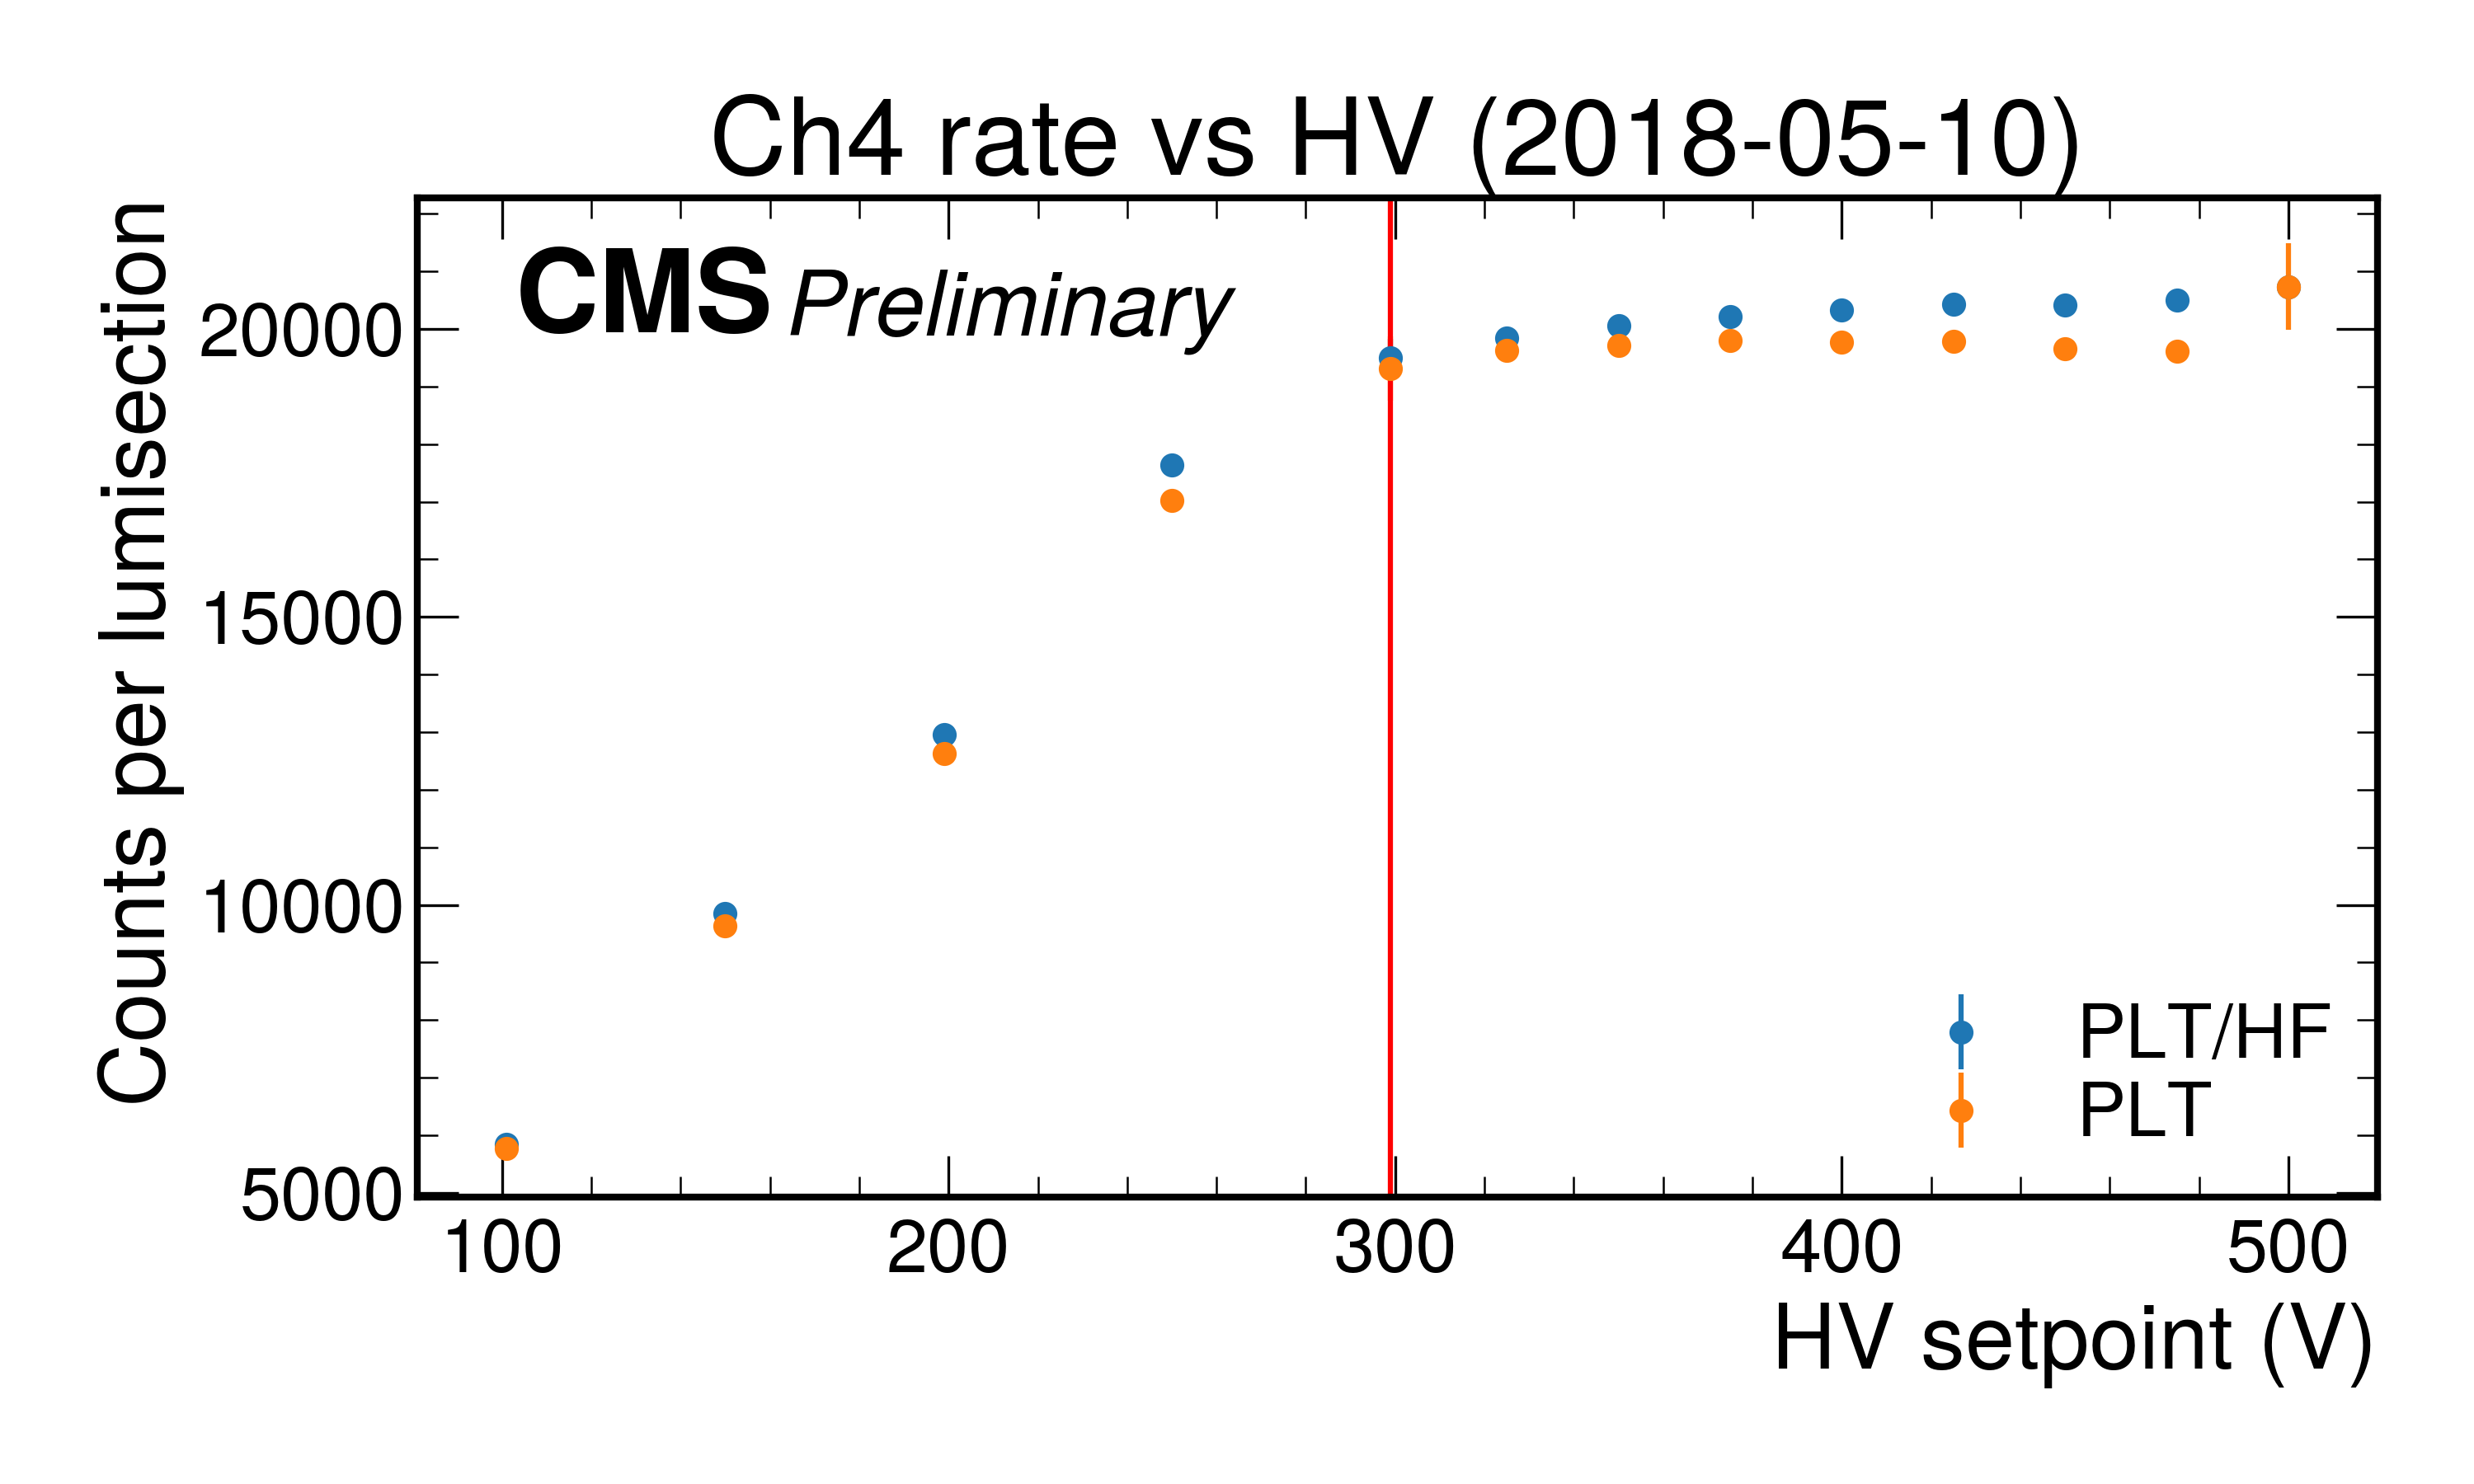 Ch4 rate vs HV (2018-05-10)
CMS Preliminary
Counts per lumisection
20000
15000
10000
5000
100 200 300 400 500
HV setpoint (V)
PLT/HF
PLT